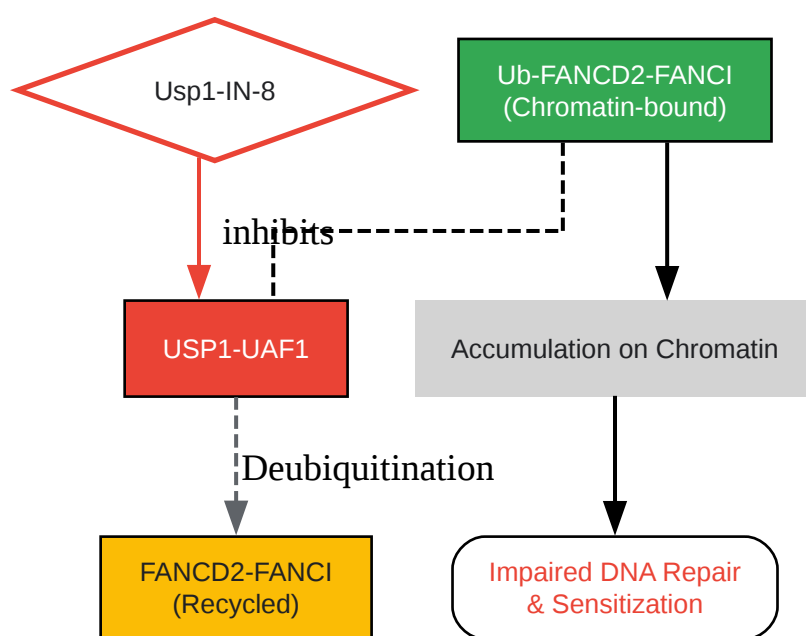 Usp1-IN-8
Ub-FANCD2-FANCI
(Chromatin-bound)
inhibits
USP1-UAF1
Accumulation on Chromatin
Deubiquitination
FANCD2-FANCI
(Recycled)
Impaired DNA Repair
& Sensitization